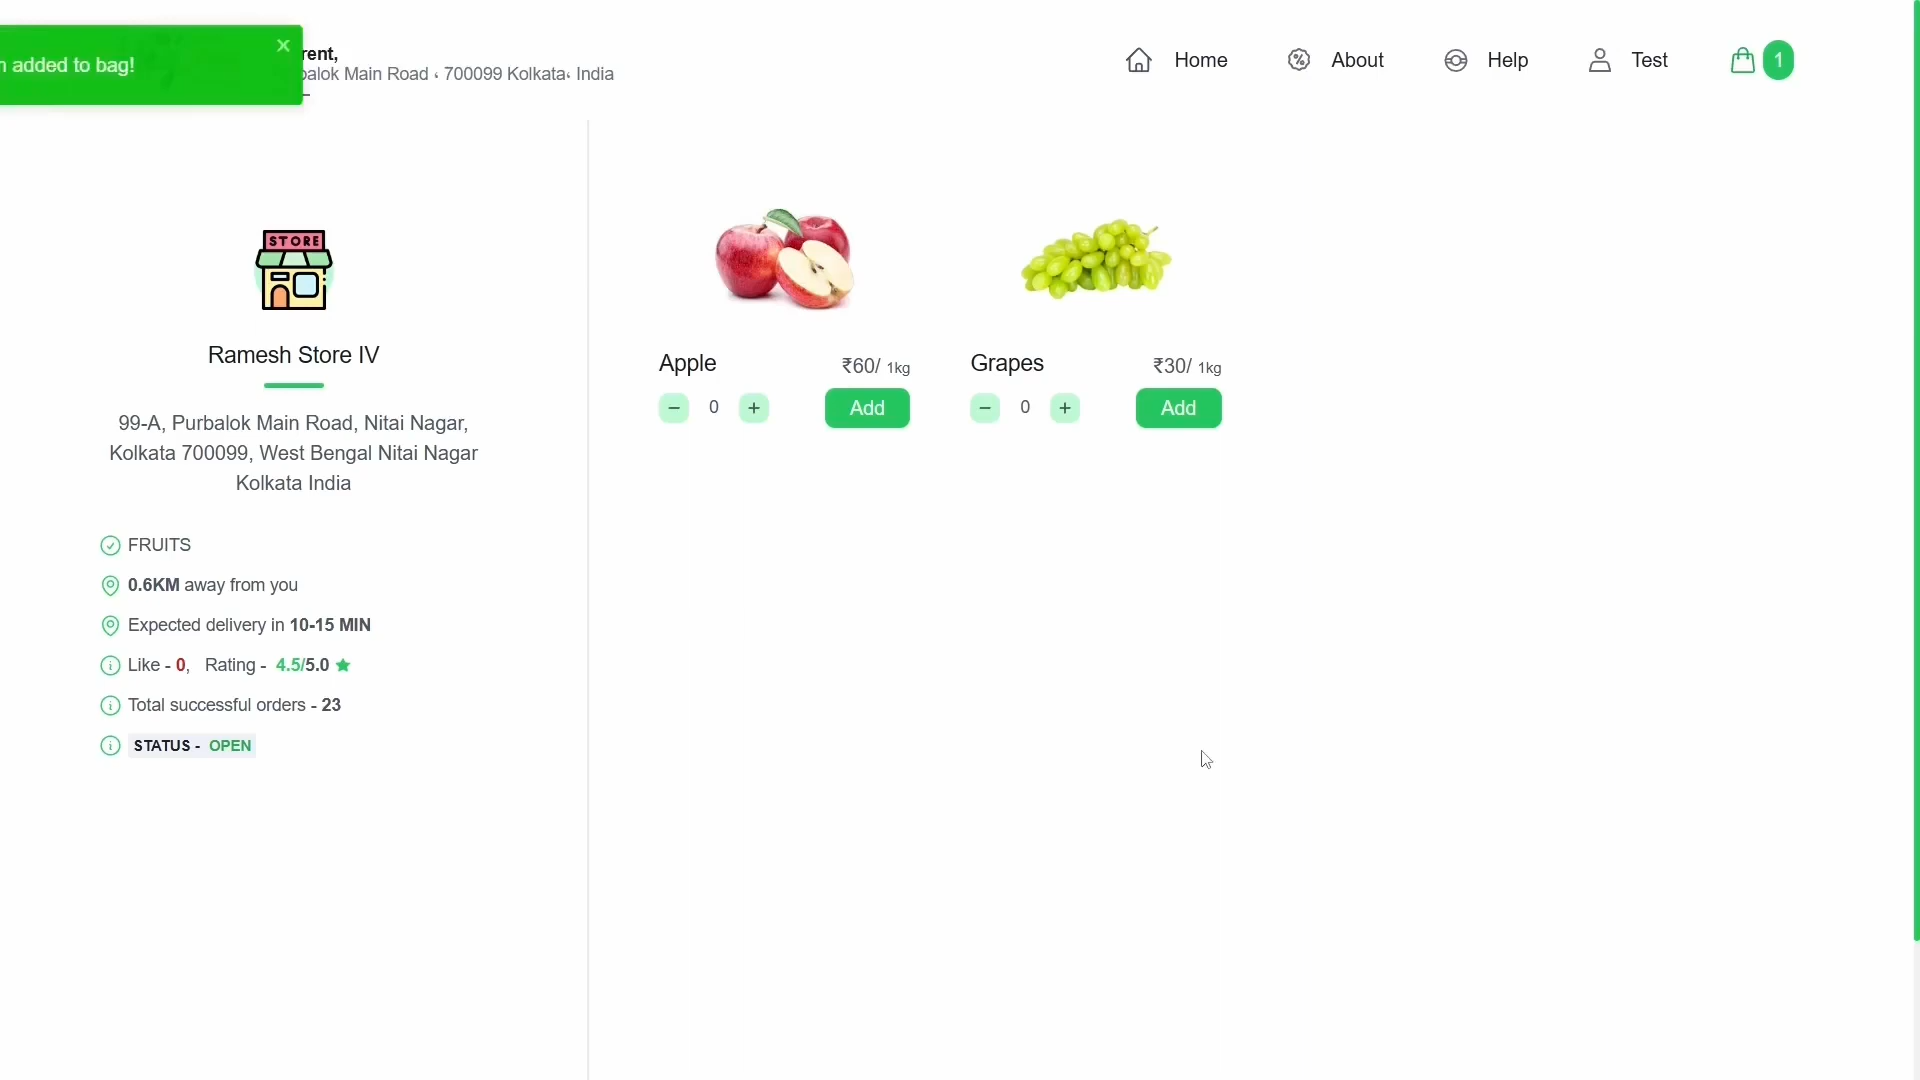 added to bag!
Main Road ، 700099 Kolkata، India
Home
About
Help
Test
1
STORE
Ramesh Store IV
99-A, Purbalok Main Road, Nitai Nagar,
Kolkata 700099, West Bengal Nitai Nagar
Kolkata India
FRUITS
0.6KM away from you
Expected delivery in 10-15 MIN
Like - 0, Rating - 4.5/5.0
Total successful orders - 23
STATUS - OPEN
Apple
₹60/ 1kg
0
Add
Grapes
₹30/ 1kg
0
Add